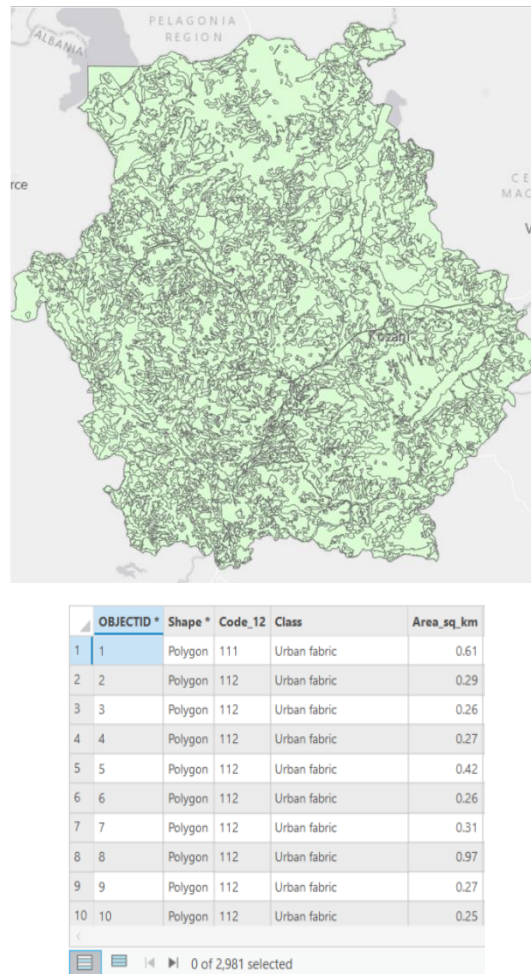 PELAGONIA
REGION
ALBANIA
rce
CE
MAC
V
Kozani
OBJECTID * Shape * Code_12 Class Area_sq_km
1 1 Polygon 111 Urban fabric 0.61
2 2 Polygon 112 Urban fabric 0.29
3 3 Polygon 112 Urban fabric 0.26
4 4 Polygon 112 Urban fabric 0.27
5 5 Polygon 112 Urban fabric 0.42
6 6 Polygon 112 Urban fabric 0.26
7 7 Polygon 112 Urban fabric 0.31
8 8 Polygon 112 Urban fabric 0.97
9 9 Polygon 112 Urban fabric 0.27
10 10 Polygon 112 Urban fabric 0.25
0 of 2,981 selected